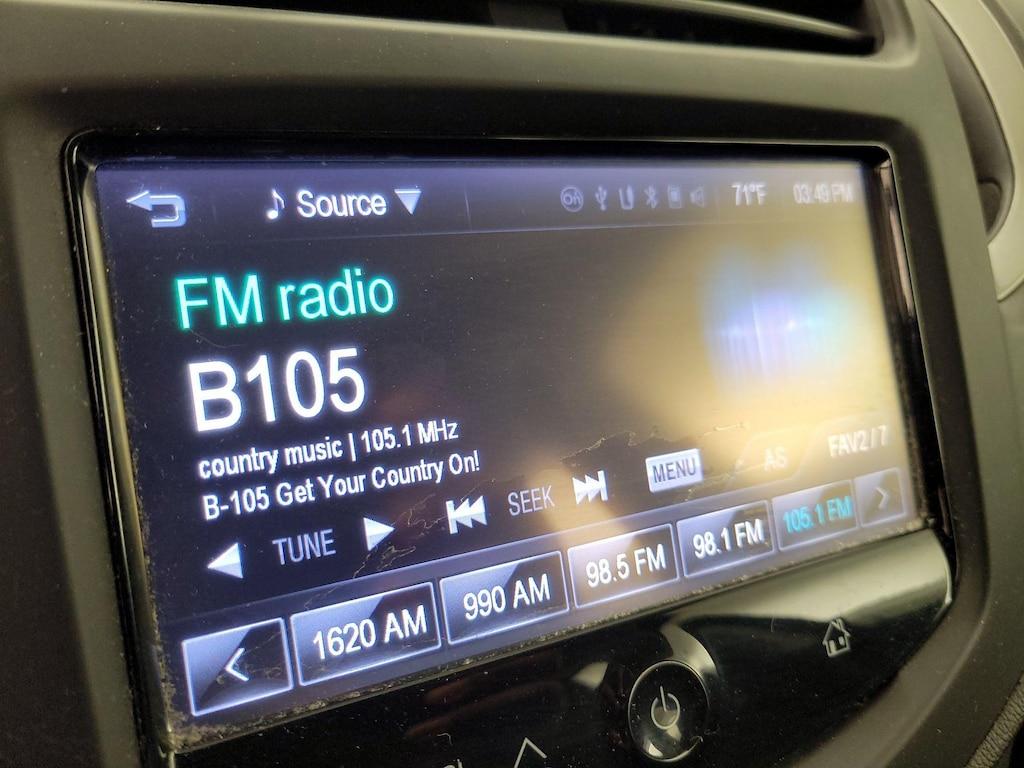 Source 71°F 03:49 PM
FM radio
B105
country music | 105.1 MHz
B-105 Get Your Country On!
TUNE SEEK MENU AS FAV2 / 7
< 1620 AM 990 AM 98.5 FM 98.1 FM 105.1 FM >